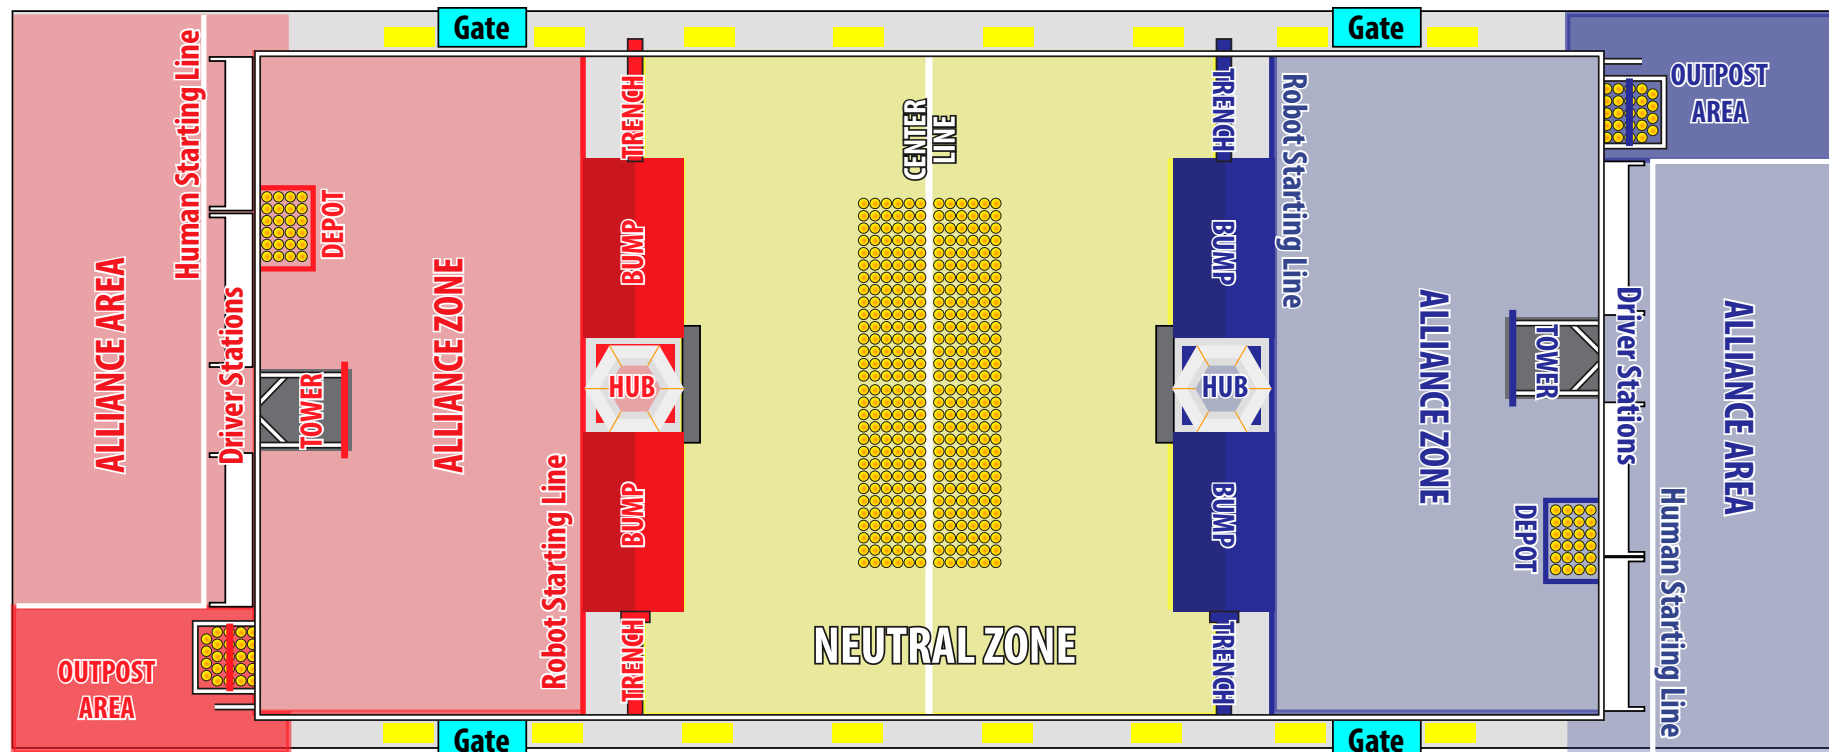 Gate
Gate
Human Starting Line
TRENCH
CENTER
LINE
TRENCH
Robot Starting Line
OUTPOST
AREA
DEPOT
BUMP
BUMP
ALLIANCE AREA
Driver Stations
ALLIANCE ZONE
TOWER
HUB
HUB
ALLIANCE ZONE
TOWER
Driver Stations
ALLIANCE AREA
Robot Starting Line
BUMP
BUMP
DEPOT
Human Starting Line
OUTPOST
AREA
TRENCH
NEUTRAL ZONE
TRENCH
Gate
Gate